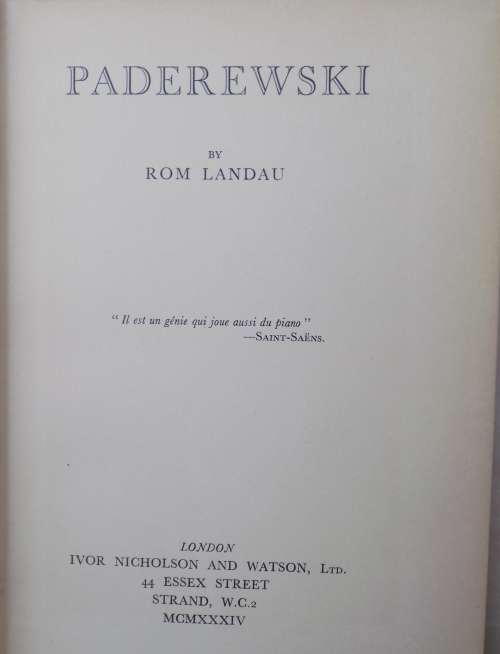 PADEREWSKI
BY
ROM LANDAU
“ Il est un génie qui joue aussi du piano ”
—SAINT-SAËNS.
LONDON
IVOR NICHOLSON AND WATSON, LTD.
44 ESSEX STREET
STRAND, W.C.2
MCMXXXIV